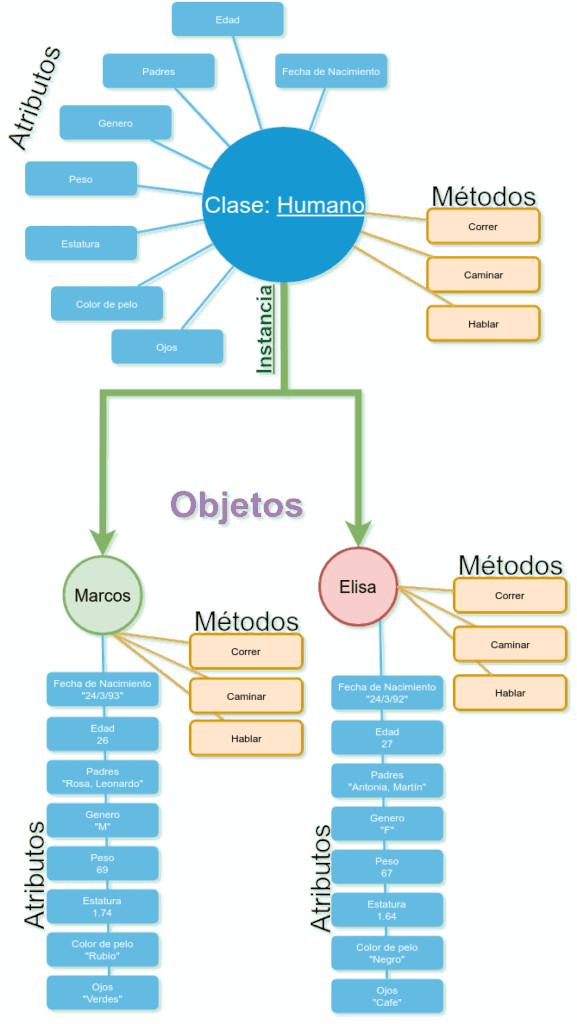 Edad
Padres
Fecha de Nacimiento
Atributos
Genero
Peso
Estatura
Color de pelo
Ojos
Clase: Humano
Métodos
Correr
Caminar
Hablar
Instancia
Objetos
Marcos
Métodos
Correr
Caminar
Hablar
Atributos
Fecha de Nacimiento
"24/3/93"
Edad
26
Padres
"Rosa, Leonardo"
Genero
"M"
Peso
69
Estatura
1.74
Color de pelo
"Rubio"
Ojos
"Verdes"
Elisa
Métodos
Correr
Caminar
Hablar
Atributos
Fecha de Nacimiento
"24/3/92"
Edad
27
Padres
"Antonia, Martín"
Genero
"F"
Peso
67
Estatura
1.64
Color de pelo
"Negro"
Ojos
"Cafe"